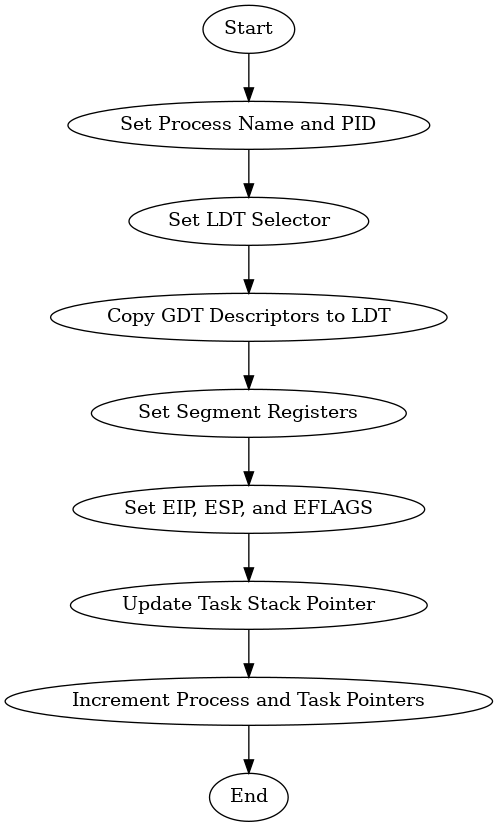 Start
Set Process Name and PID
Set LDT Selector
Copy GDT Descriptors to LDT
Set Segment Registers
Set EIP, ESP, and EFLAGS
Update Task Stack Pointer
Increment Process and Task Pointers
End